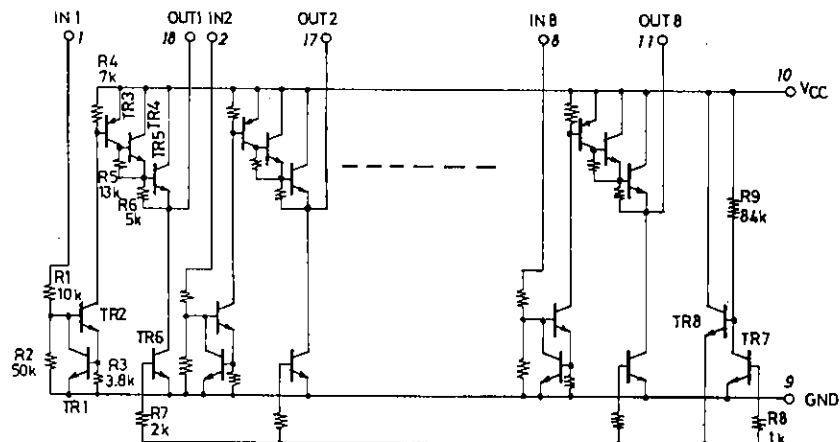 IN 1
OUT1
IN2
OUT 2
IN 8
OUT 8
1
18
2
17
8
11
R4
7k
TR3
TR4
TR5
10
VCC
R5
13k
R6
5k
R9
84k
R1
10k
TR2
TR6
TR8
TR7
R2
50k
R3
3.8k
TR1
9
GND
R7
2k
R8
1k